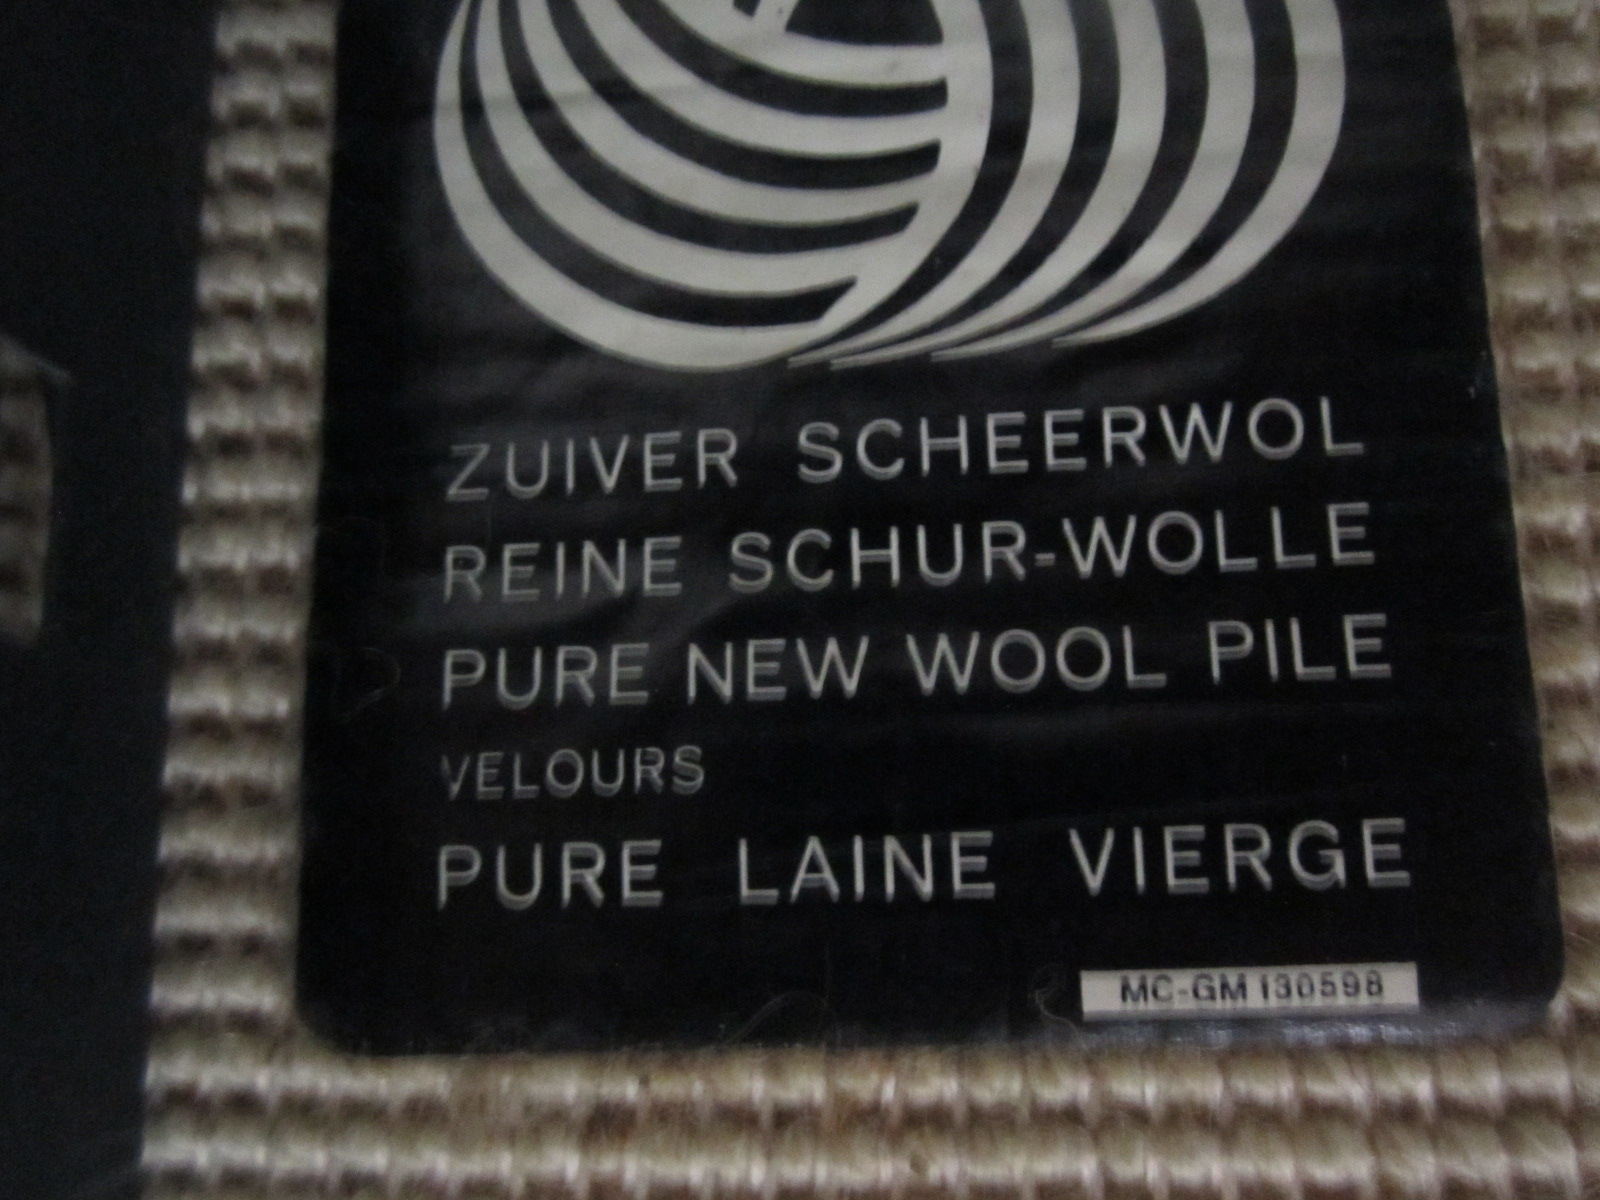 ZUIVER SCHEERWOL
REINE SCHUR-WOLLE
PURE NEW WOOL PILE
VELOURS
PURE LAINE VIERGE
MC-GM 130598